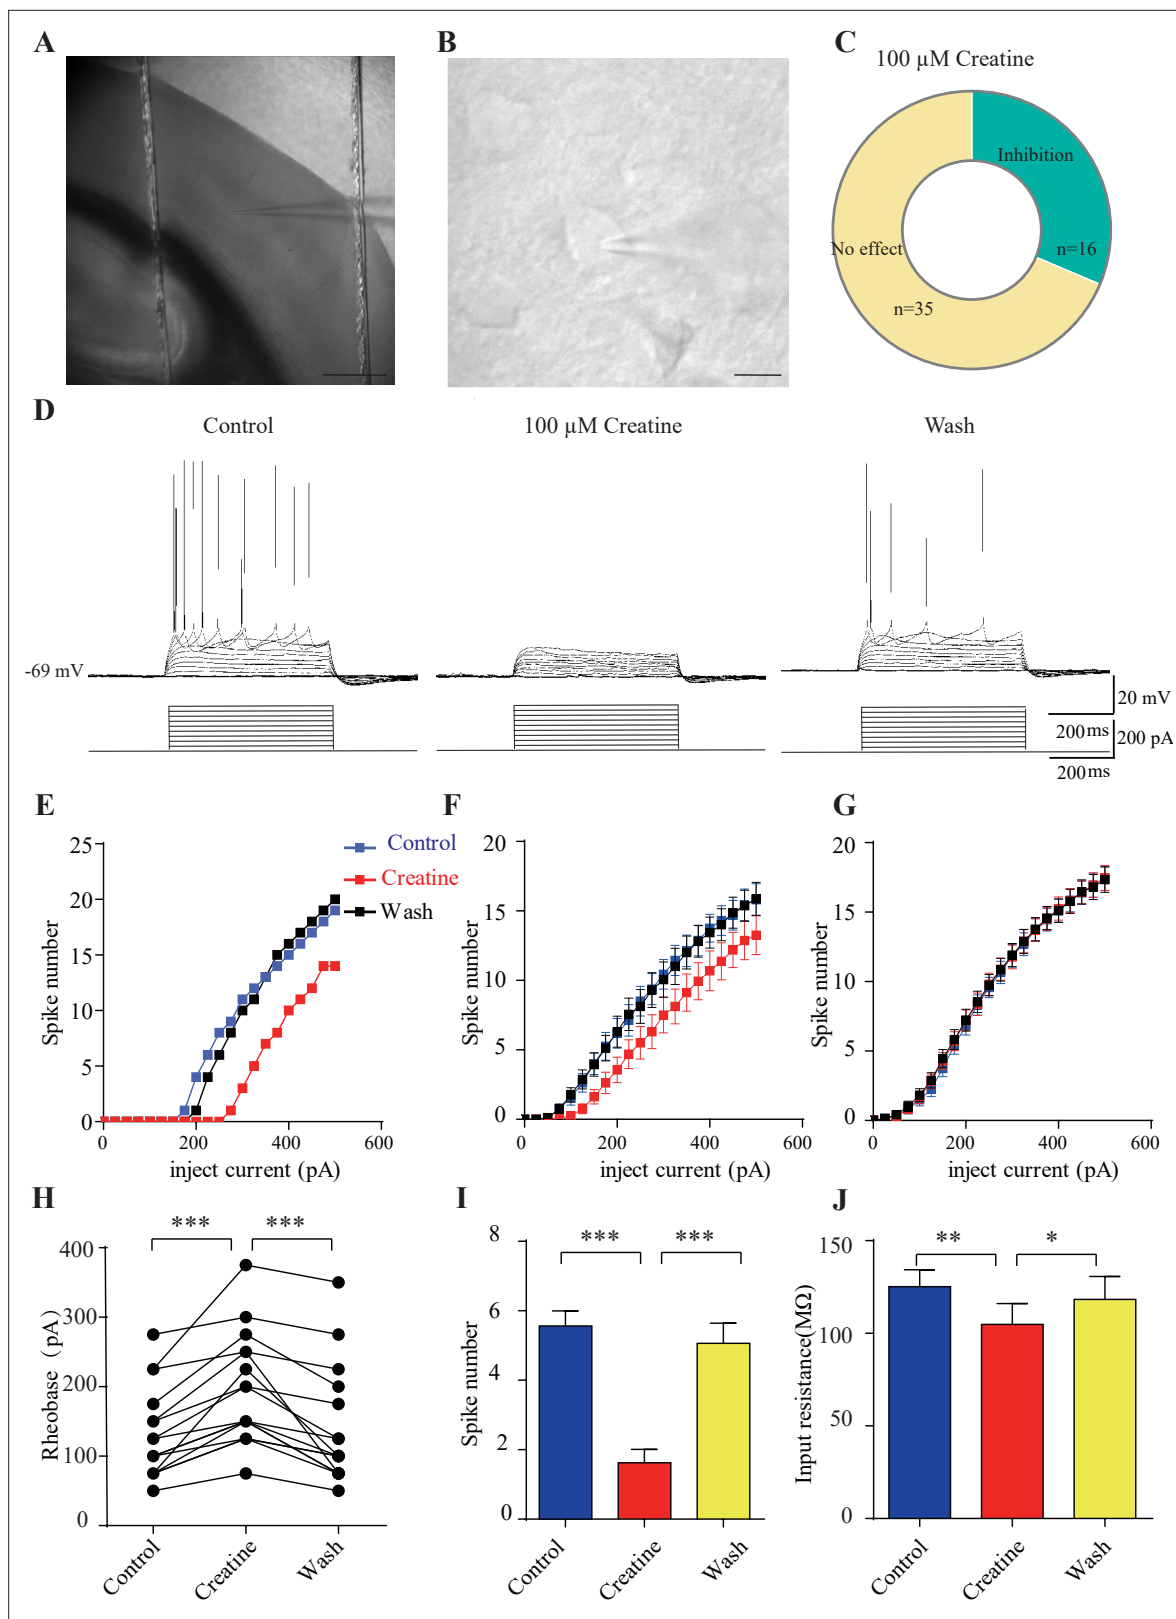 A
B
C
100 µM Creatine
Inhibition
No effect
n=16
n=35
D
Control
100 µM Creatine
Wash
-69 mV
20 mV
200 ms
200 pA
200 ms
E
F
G
25
20
15
10
5
0
Spike number
0
200
400
600
inject current (pA)
Control
Creatine
Wash
20
15
10
5
0
Spike number
0
200
400
600
inject current (pA)
20
15
10
5
0
Spike number
0
200
400
600
inject current (pA)
H
I
J
*** ***
400
300
200
100
0
Rheobase (pA)
Control
Creatine
Wash
*** ***
8
6
4
2
0
Spike number
Control
Creatine
Wash
** *
150
100
50
0
Input resistance(MΩ)
Control
Creatine
Wash